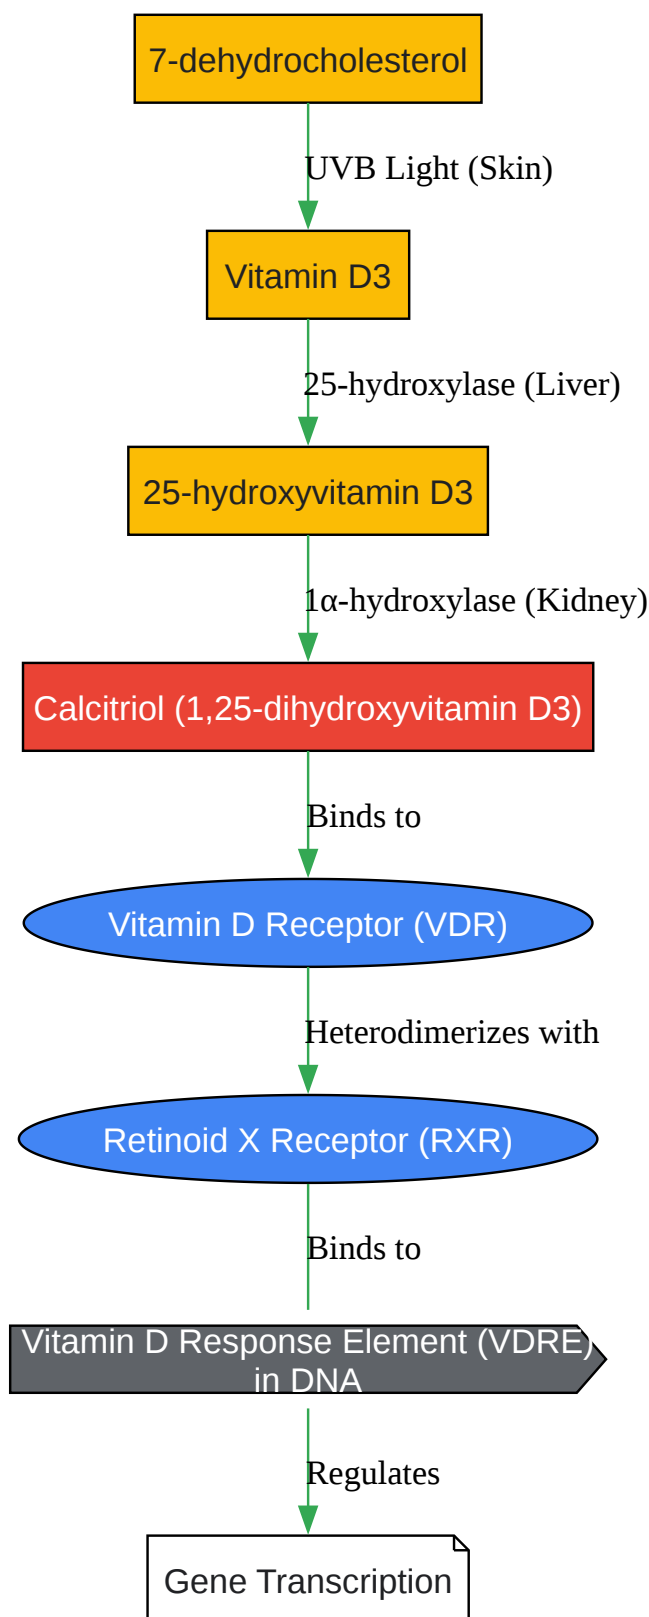 7-dehydrocholesterol
UVB Light (Skin)
Vitamin D3
25-hydroxylase (Liver)
25-hydroxyvitamin D3
1α-hydroxylase (Kidney)
Calcitriol (1,25-dihydroxyvitamin D3)
Binds to
Vitamin D Receptor (VDR)
Heterodimerizes with
Retinoid X Receptor (RXR)
Binds to
Vitamin D Response Element (VDRE)
in DNA
Regulates
Gene Transcription